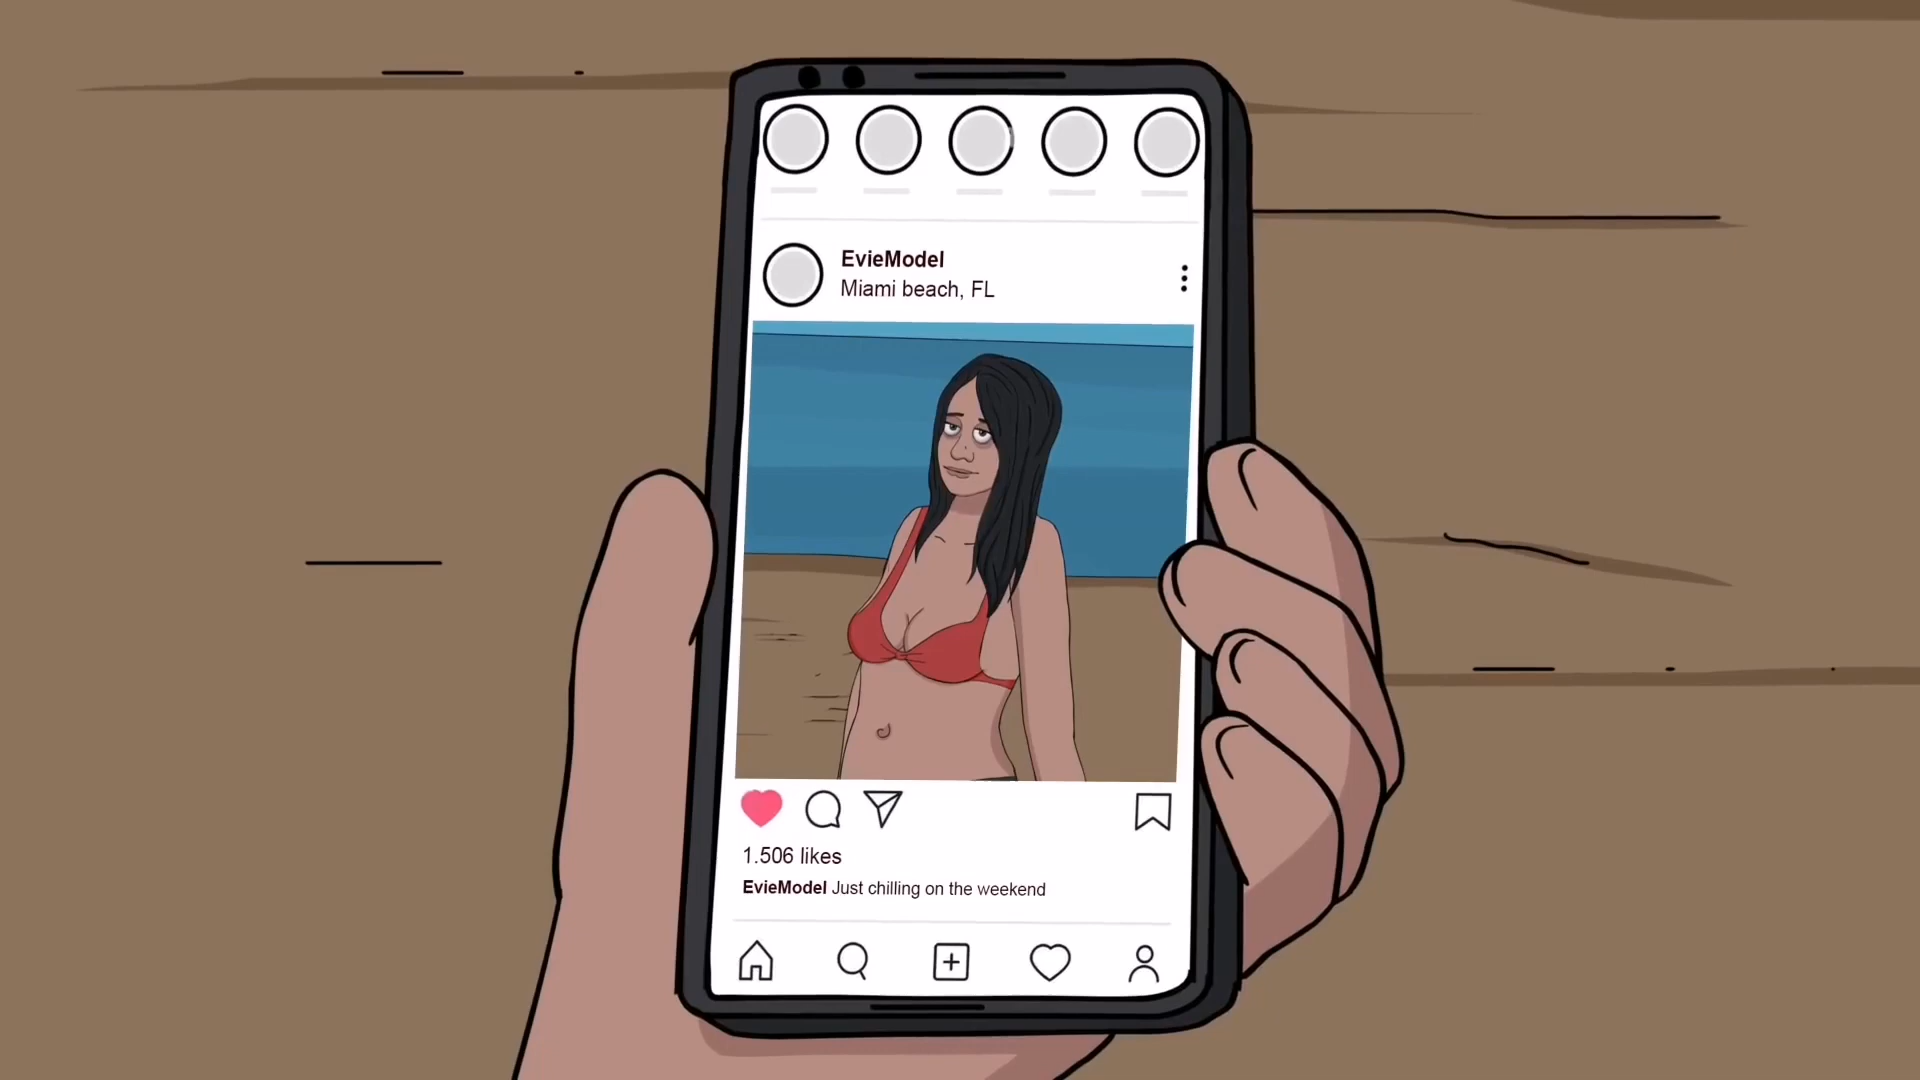 EvieModel
Miami beach, FL
1.506 likes
EvieModel Just chilling on the weekend